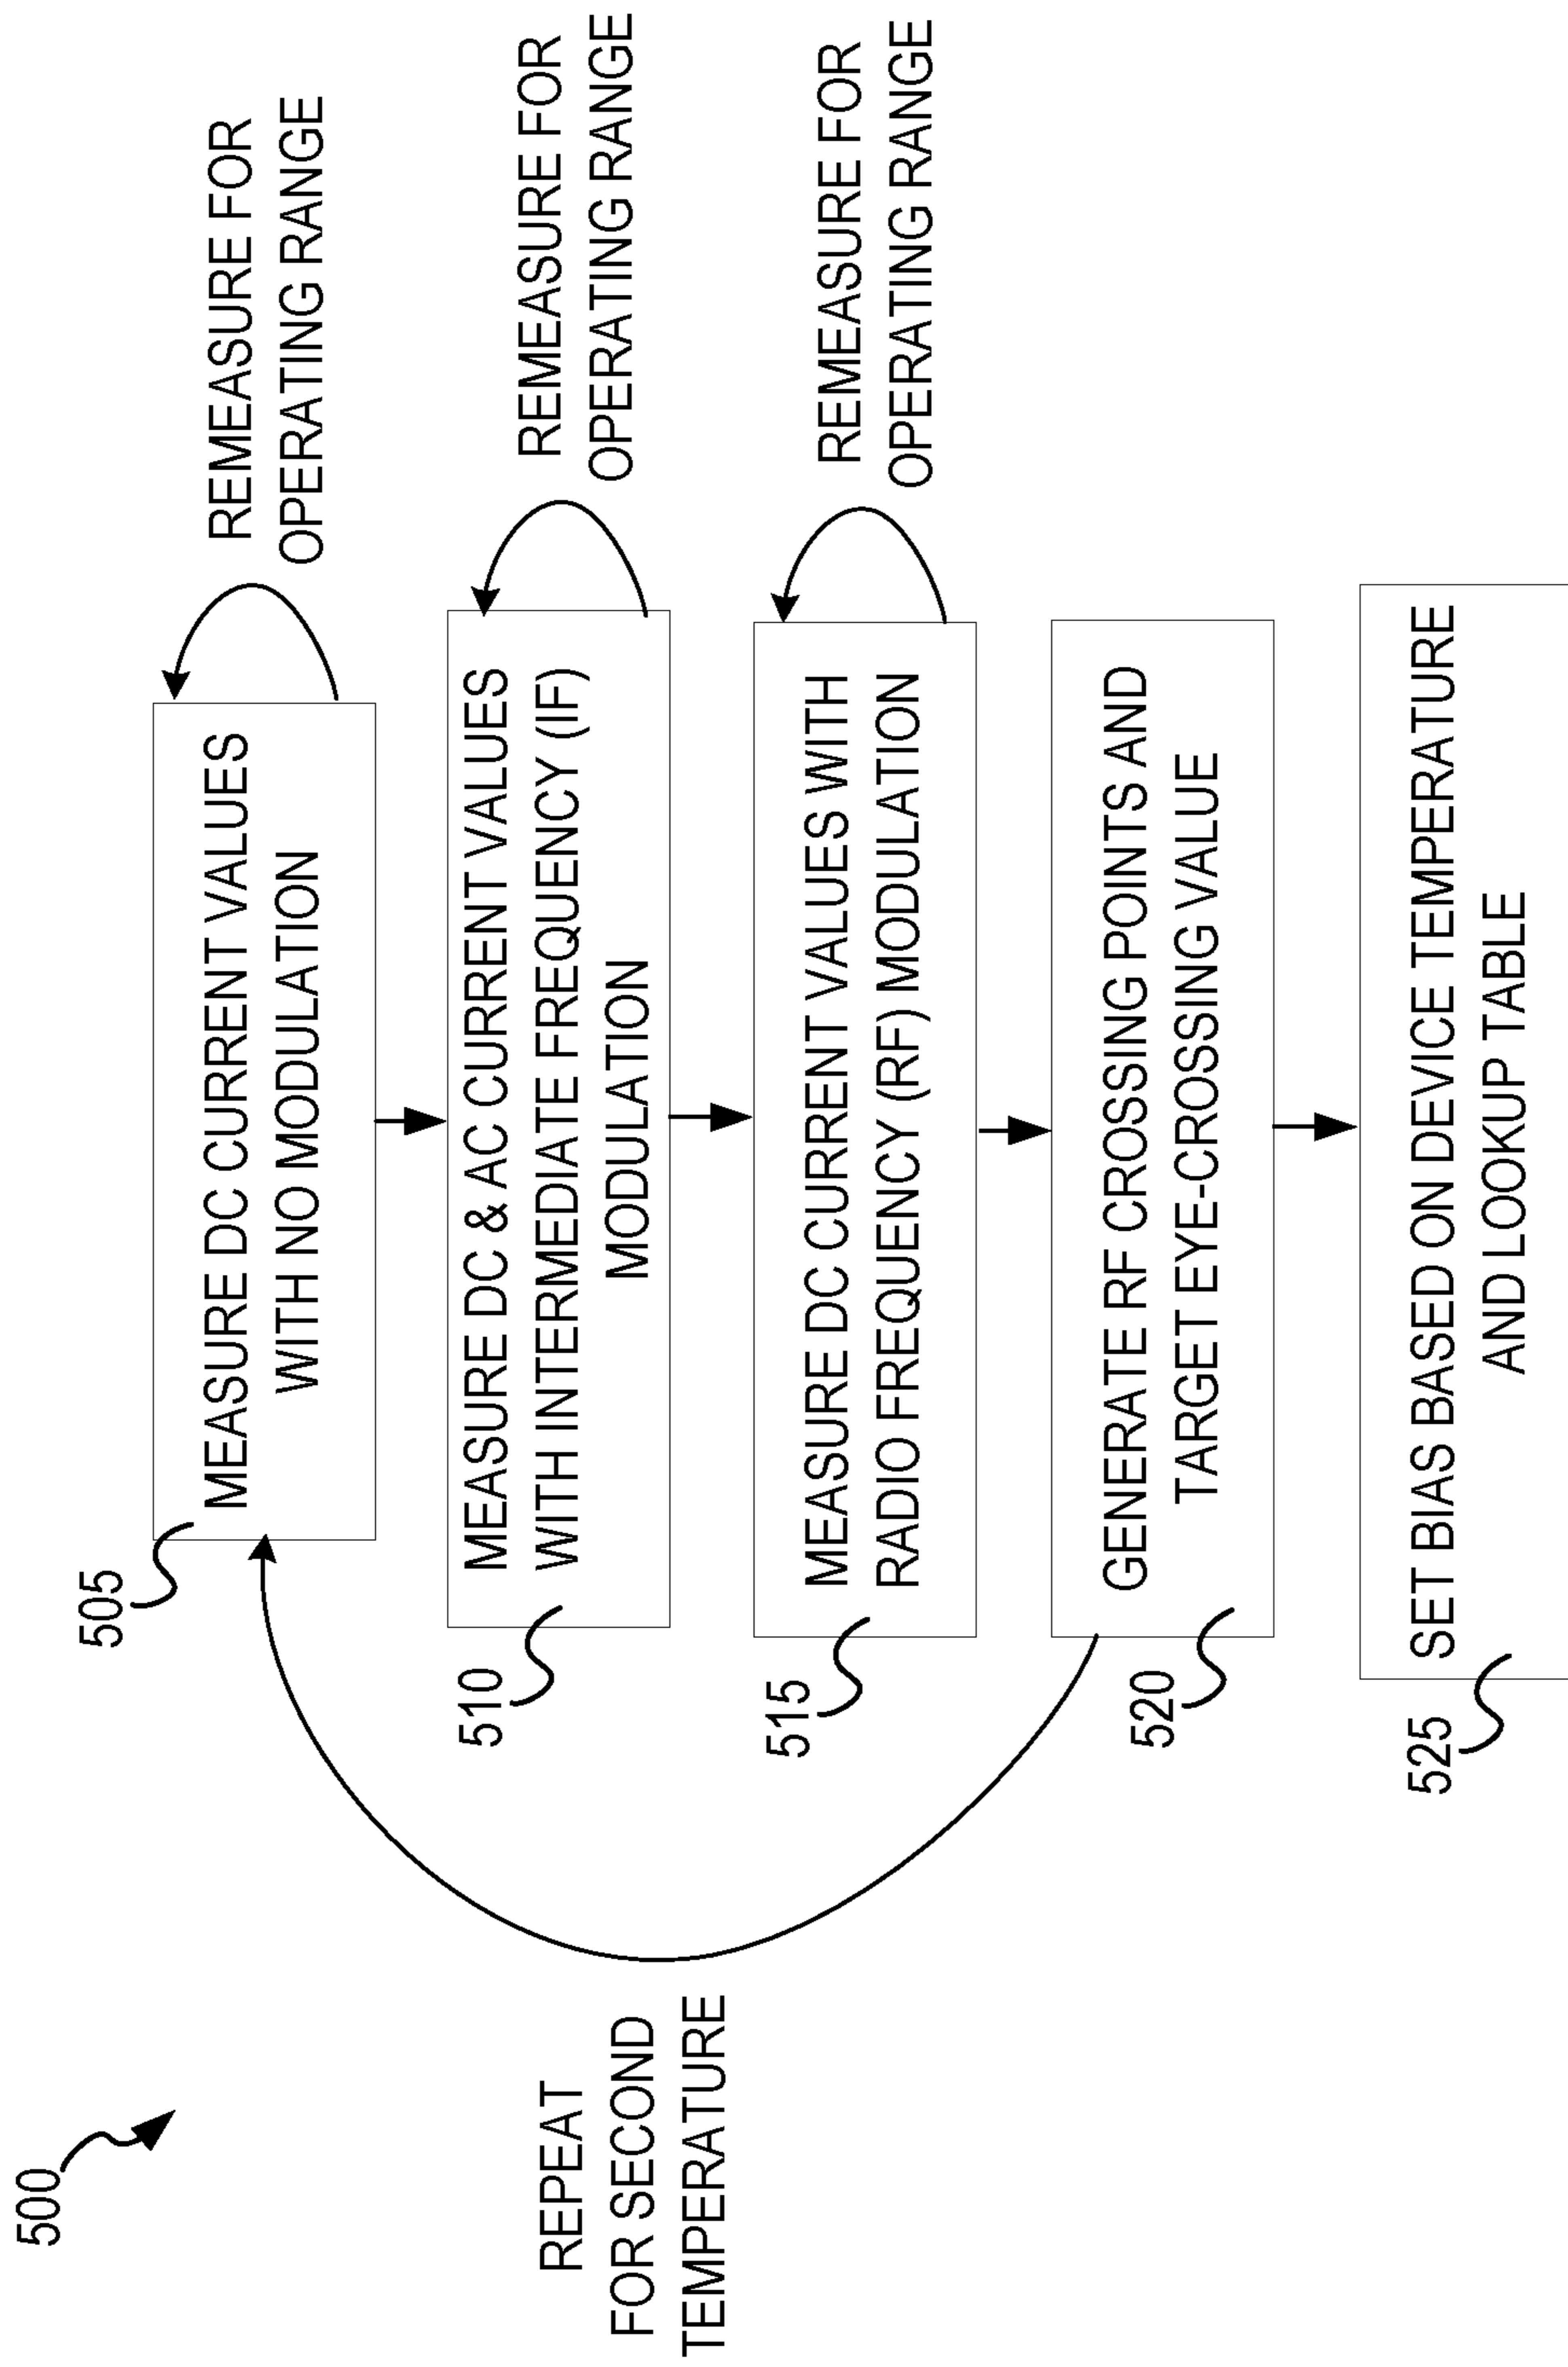 500
505
MEASURE DC CURRENT VALUES
WITH NO MODULATION
REMEASURE FOR
OPERATING RANGE
510
MEASURE DC & AC CURRENT VALUES
WITH INTERMEDIATE FREQUENCY (IF)
MODULATION
REMEASURE FOR
OPERATING RANGE
REPEAT
FOR SECOND
TEMPERATURE
515
MEASURE DC CURRENT VALUES WITH
RADIO FREQUENCY (RF) MODULATION
REMEASURE FOR
OPERATING RANGE
520
GENERATE RF CROSSING POINTS AND
TARGET EYE-CROSSING VALUE
525
SET BIAS BASED ON DEVICE TEMPERATURE
AND LOOKUP TABLE